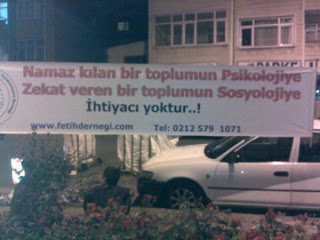 Namaz kılan bir toplumun Psikolojiye
Zekat veren bir toplumun Sosyolojiye
İhtiyacı yoktur..!
www.fetihdernegi.com Tel: 0212 579 1071
PARKE